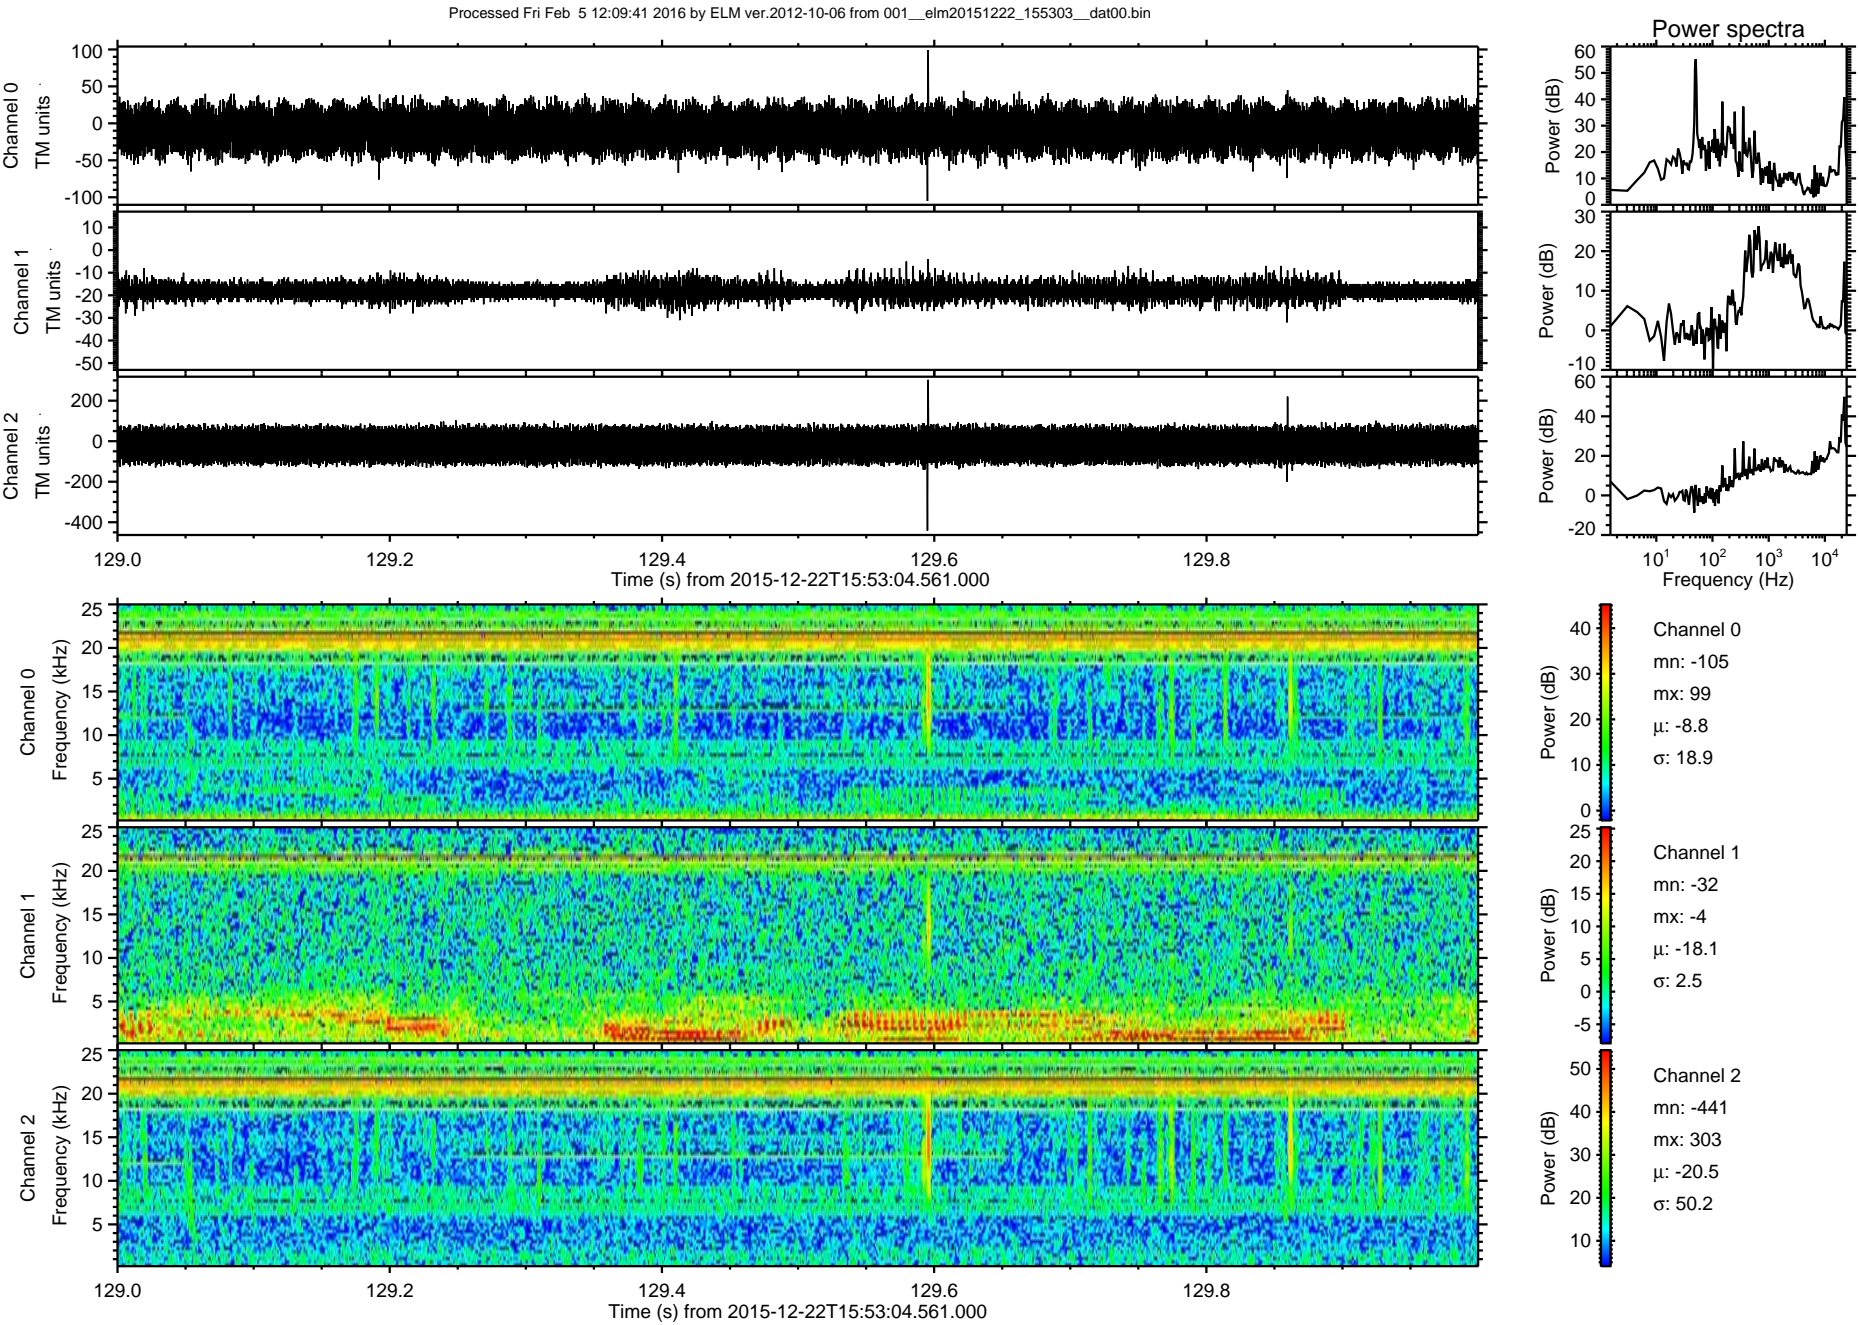 Processed Fri Feb  5 12:09:41 2016 by ELM ver.2012-10-06 from 001__elm20151222_155303__dat00.bin
Power spectra
Channel 0
TM units
100
50
0
-50
-100
Power (dB)
60
50
40
30
20
10
0
Channel 1
TM units
10
0
-10
-20
-30
-40
-50
Power (dB)
30
20
10
0
-10
Channel 2
TM units
200
0
-200
-400
Power (dB)
60
40
20
0
-20
129.0 129.2 129.4 129.6 129.8
Time (s) from 2015-12-22T15:53:04.561.000
10^1 10^2 10^3 10^4
Frequency (Hz)
Channel 0
Frequency (kHz)
25
20
15
10
5
Power (dB)
40
30
20
10
0
Channel 0
mn: -105
mx: 99
μ: -8.8
σ: 18.9
Channel 1
Frequency (kHz)
25
20
15
10
5
Power (dB)
25
20
15
10
5
0
-5
Channel 1
mn: -32
mx: -4
μ: -18.1
σ: 2.5
Channel 2
Frequency (kHz)
25
20
15
10
5
Power (dB)
50
40
30
20
10
Channel 2
mn: -441
mx: 303
μ: -20.5
σ: 50.2
129.0 129.2 129.4 129.6 129.8
Time (s) from 2015-12-22T15:53:04.561.000